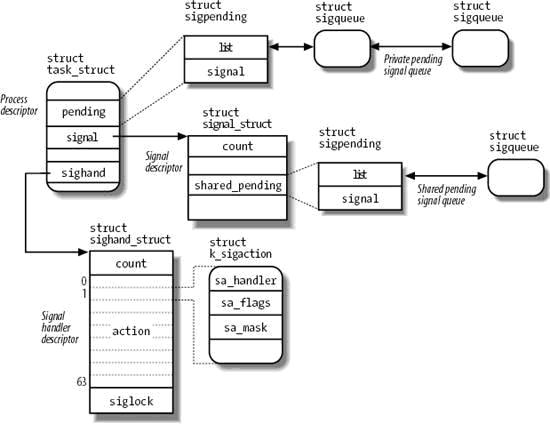 struct
sigpending
struct
sigqueue
struct
sigqueue
struct
task_struct
list
signal
Private pending
signal queue
Process
descriptor
pending
signal
sighand
struct
signal_struct
count
shared_pending
Signal
descriptor
struct
sigpending
list
signal
struct
sigqueue
Shared pending
signal queue
struct
sighand_struct
count
0
1
action
63
siglock
Signal
handler
descriptor
struct
k_sigaction
sa_handler
sa_flags
sa_mask